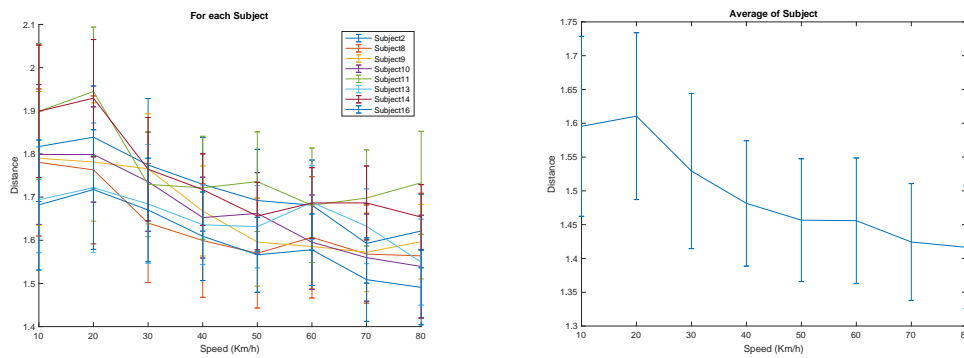 For each Subject
2.1
2
1.9
1.8
1.7
1.6
1.5
1.4
Distance
10
20
30
40
50
60
70
80
Speed (Km/h)
Subject2
Subject8
Subject9
Subject10
Subject11
Subject13
Subject14
Subject16
Average of Subject
1.75
1.7
1.65
1.6
1.55
1.5
1.45
1.4
1.35
1.3
Distance
10
20
30
40
50
60
70
80
Speed (Km/h)